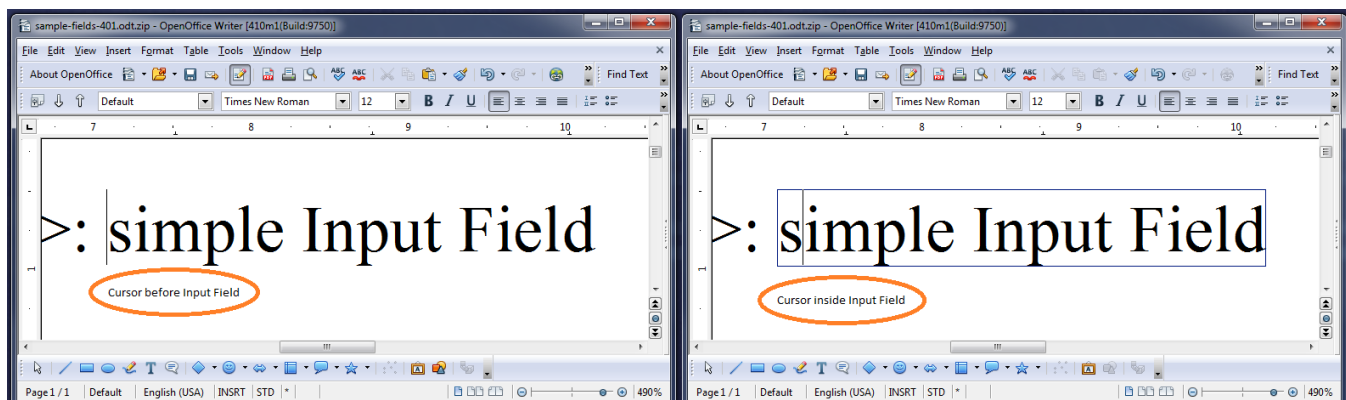 sample-fields-401.odt.zip - OpenOffice Writer [410m1(Build:9750)]
File Edit View Insert Format Table Tools Window Help
About OpenOffice Find Text
Default Times New Roman 12 B I U
7 8 9 10
>: simple Input Field
Cursor before Input Field
1
Page 1 / 1 Default English (USA) INSRT STD * 490%
sample-fields-401.odt.zip - OpenOffice Writer [410m1(Build:9750)]
File Edit View Insert Format Table Tools Window Help
About OpenOffice Find Text
Default Times New Roman 12 B I U
7 8 9 10
>: simple Input Field
Cursor inside Input Field
1
Page 1 / 1 Default English (USA) INSRT STD * 490%